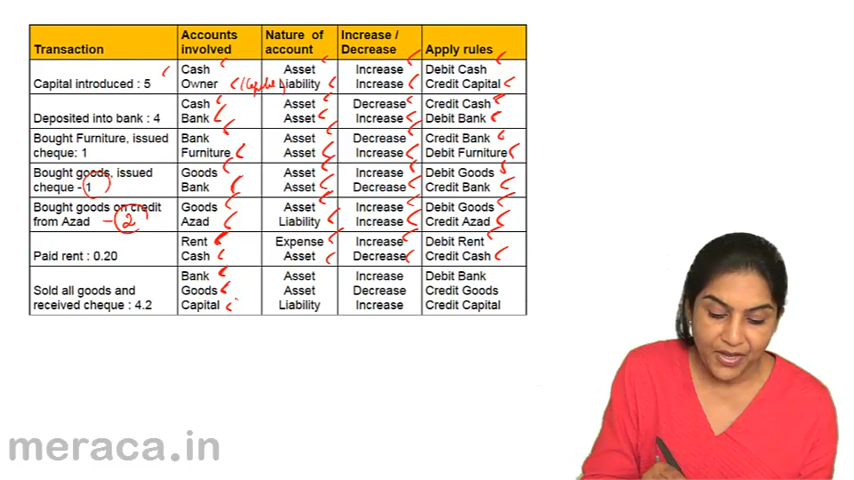 Transaction
Accounts involved
Nature of account
Increase / Decrease
Apply rules
Capital introduced : 5
Cash
Owner (Capital)
Asset
Liability
Increase
Increase
Debit Cash
Credit Capital
Deposited into bank : 4
Cash
Bank
Asset
Asset
Decrease
Increase
Credit Cash
Debit Bank
Bought Furniture, issued
cheque: 1
Bank
Furniture
Asset
Asset
Decrease
Increase
Credit Bank
Debit Furniture
Bought goods, issued
cheque - 1
Goods
Bank
Asset
Asset
Increase
Decrease
Debit Goods
Credit Bank
Bought goods on credit
from Azad - 2
Goods
Azad
Asset
Liability
Increase
Increase
Debit Goods
Credit Azad
Paid rent : 0.20
Rent
Cash
Expense
Asset
Increase
Decrease
Debit Rent
Credit Cash
Sold all goods and
received cheque : 4.2
Bank
Goods
Capital
Asset
Asset
Liability
Increase
Decrease
Increase
Debit Bank
Credit Goods
Credit Capital
meraca.in